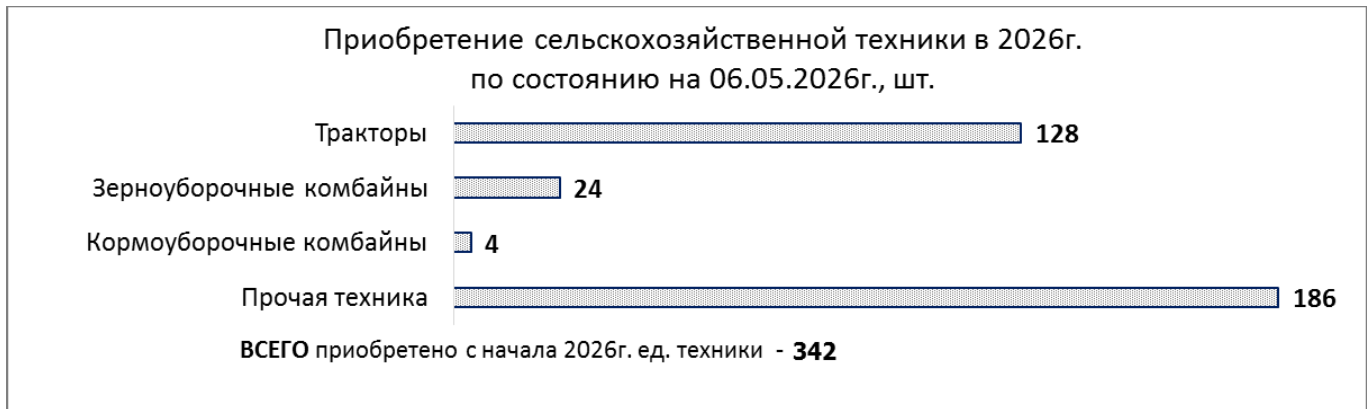 Приобретение сельскохозяйственной техники в 2026г.
по состоянию на 06.05.2026г., шт.
Тракторы 128
Зерноуборочные комбайны 24
Кормоуборочные комбайны 4
Прочая техника 186
ВСЕГО приобретено с начала 2026г. ед. техники - 342